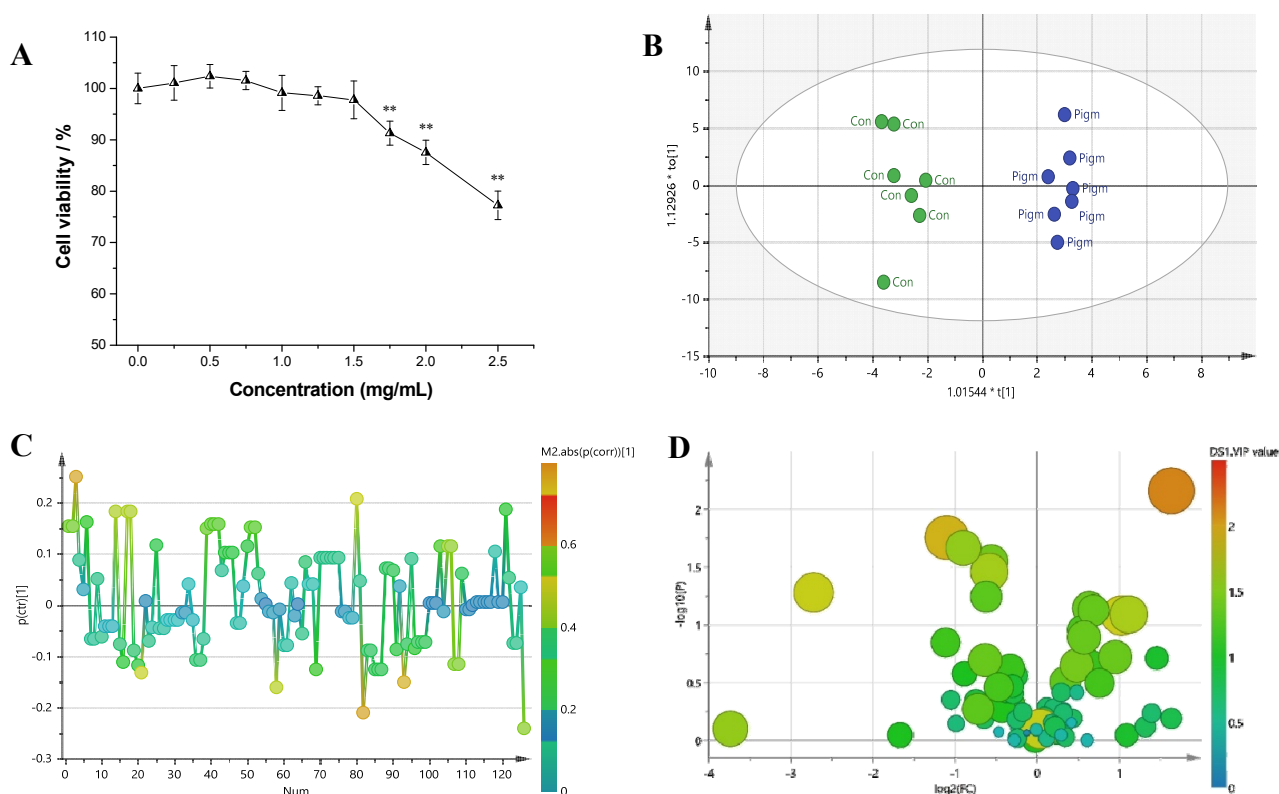 A
110
100
90
80
70
60
50
**
**
**
0.0 0.5 1.0 1.5 2.0 2.5
Cell viability / %
Concentration (mg/mL)
B
10
5
0
-5
-10
-15
1.12926 * to[1]
Con Con
Con
Con
Con
Con
Con
Pigm
Pigm
Pigm
Pigm
Pigm
Pigm
Pigm
-10 -8 -6 -4 -2 0 2 4 6 8
1.01544 * t[1]
C
0.2
0.1
0
-0.1
-0.2
-0.3
p(ctr)[1]
0 10 20 30 40 50 60 70 80 90 100 110 120
Num
M2.abs(p(corr))[1]
0.6
0.4
0.2
0
D
2
1.5
1
0.5
0
-log10(P)
-4 -3 -2 -1 0 1
log2(FC)
DS1.VIP value
2
1.5
1
0.5
0